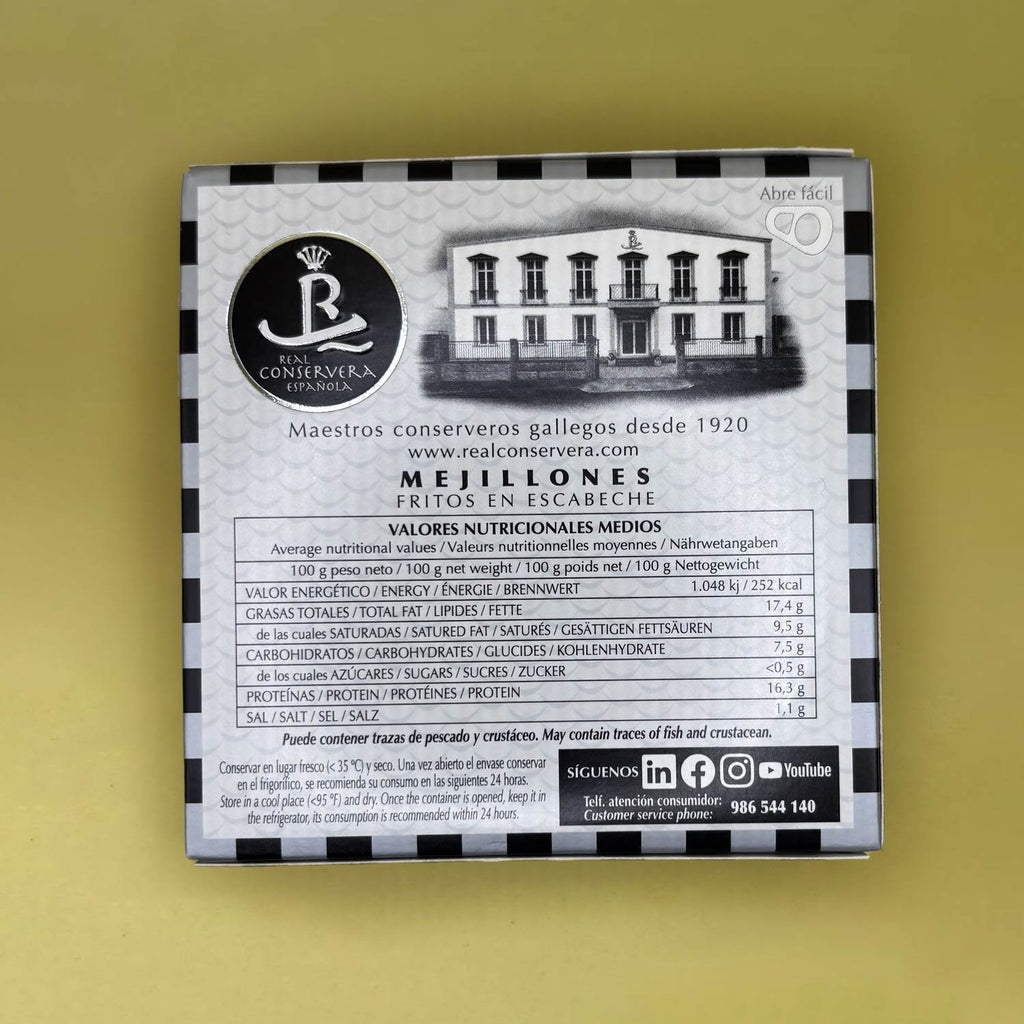 Abre fácil
R
REAL
CONSERVERA
ESPAÑOLA
Maestros conserveros gallegos desde 1920
www.realconservera.com
MEJILLONES
FRITOS EN ESCABECHE
VALORES NUTRICIONALES MEDIOS
Average nutritional values / Valeurs nutritionnelles moyennes / Nährwetangaben
100 g peso neto / 100 g net weight / 100 g poids net / 100 g Nettogewicht
VALOR ENERGÉTICO / ENERGY / ÉNERGIE / BRENNWERT 1.048 kj / 252 kcal
GRASAS TOTALES / TOTAL FAT / LIPIDES / FETTE 17,4 g
de las cuales SATURADAS / SATURED FAT / SATURÉS / GESÄTTIGEN FETTSÄUREN 9,5 g
CARBOHIDRATOS / CARBOHYDRATES / GLUCIDES / KOHLENHYDRATE 7,5 g
de los cuales AZÚCARES / SUGARS / SUCRES / ZUCKER <0,5 g
PROTEÍNAS / PROTEIN / PROTÉINES / PROTEIN 16,3 g
SAL / SALT / SEL / SALZ 1,1 g
Puede contener trazas de pescado y crustáceo. May contain traces of fish and crustacean.
Conservar en lugar fresco (< 35 ºC) y seco. Una vez abierto el envase conservar
en el frigorífico, se recomienda su consumo en las siguientes 24 horas.
Store in a cool place (<95 ºF) and dry. Once the container is opened, keep it in
the refrigerator, its consumption is recommended within 24 hours.
SÍGUENOS in f YouTube
Telf. atención consumidor: 986 544 140
Customer service phone: